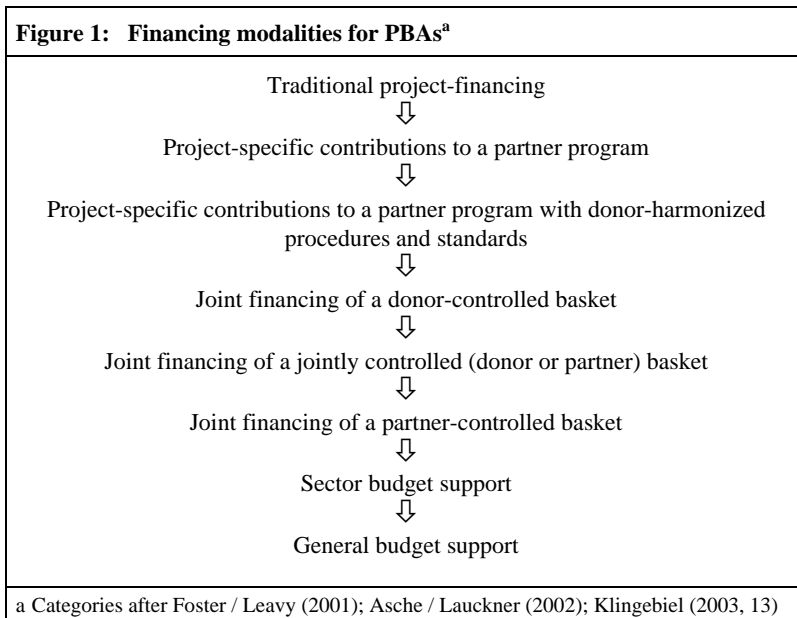 Figure 1: Financing modalities for PBAsᵃ
Traditional project-financing
⇩
Project-specific contributions to a partner program
⇩
Project-specific contributions to a partner program with donor-harmonized
procedures and standards
⇩
Joint financing of a donor-controlled basket
⇩
Joint financing of a jointly controlled (donor or partner) basket
⇩
Joint financing of a partner-controlled basket
⇩
Sector budget support
⇩
General budget support
a Categories after Foster / Leavy (2001); Asche / Lauckner (2002); Klingebiel (2003, 13)